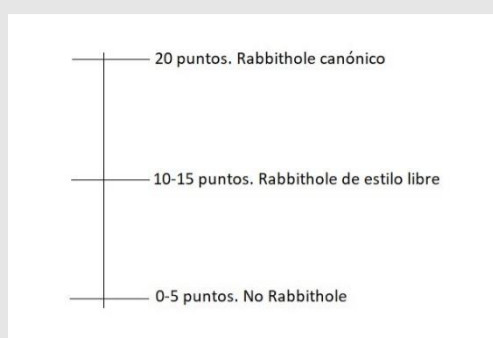 20 puntos. Rabbithole canónico
10-15 puntos. Rabbithole de estilo libre
0-5 puntos. No Rabbithole